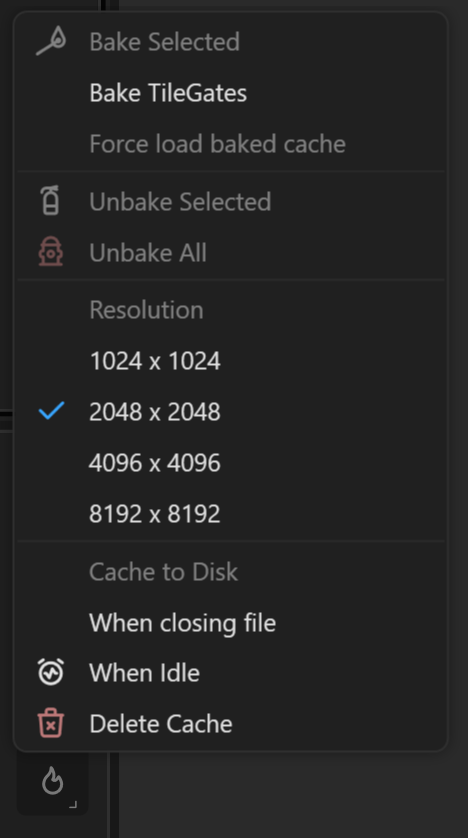 Bake Selected
Bake TileGates
Force load baked cache
Unbake Selected
Unbake All
Resolution
1024 x 1024
2048 x 2048
4096 x 4096
8192 x 8192
Cache to Disk
When closing file
When Idle
Delete Cache